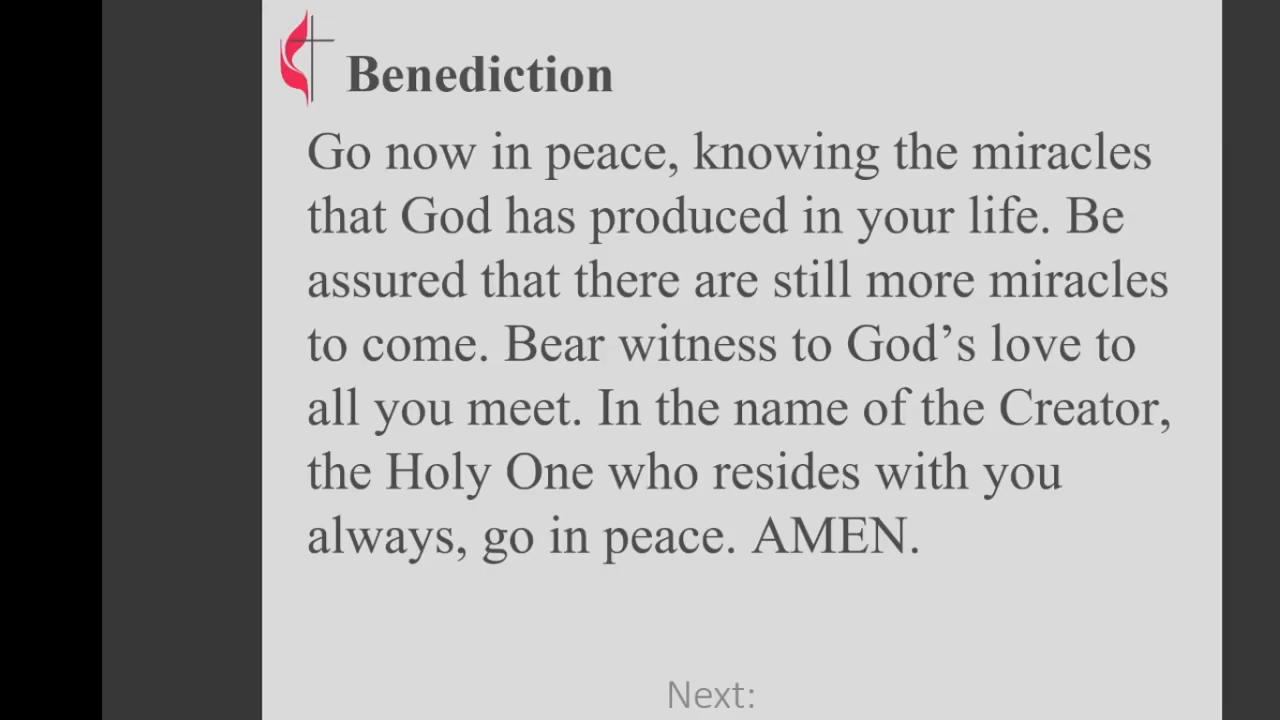 Benediction
Go now in peace, knowing the miracles
that God has produced in your life. Be
assured that there are still more miracles
to come. Bear witness to God’s love to
all you meet. In the name of the Creator,
the Holy One who resides with you
always, go in peace. AMEN.
Next: